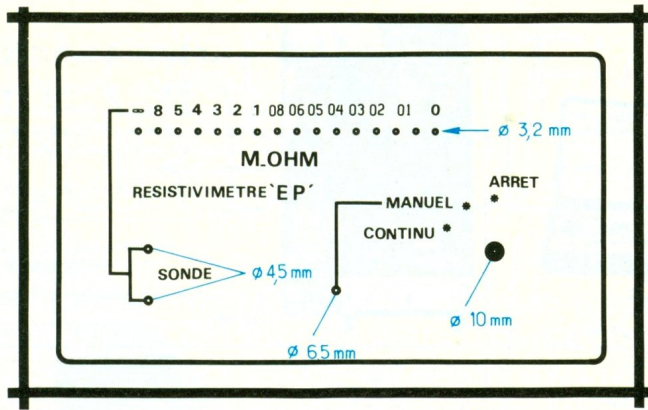 ∞ 8 5 4 3 2 1 08 06 05 04 03 02 01 0
ø 3,2 mm
M.OHM
RESISTIVIMETRE `EP´
ARRET
MANUEL
CONTINU
SONDE
ø 4,5 mm
ø 10 mm
ø 6,5 mm